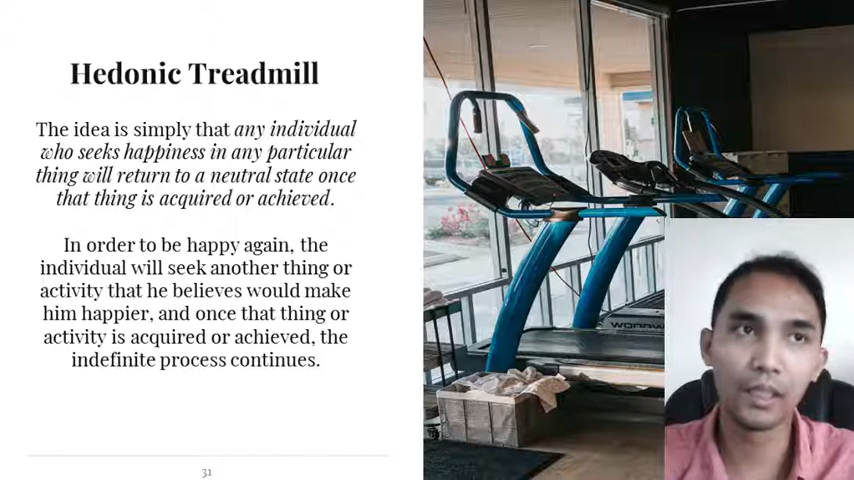 Hedonic Treadmill
The idea is simply that any individual
who seeks happiness in any particular
thing will return to a neutral state once
that thing is acquired or achieved.
In order to be happy again, the
individual will seek another thing or
activity that he believes would make
him happier, and once that thing or
activity is acquired or achieved, the
indefinite process continues.
31